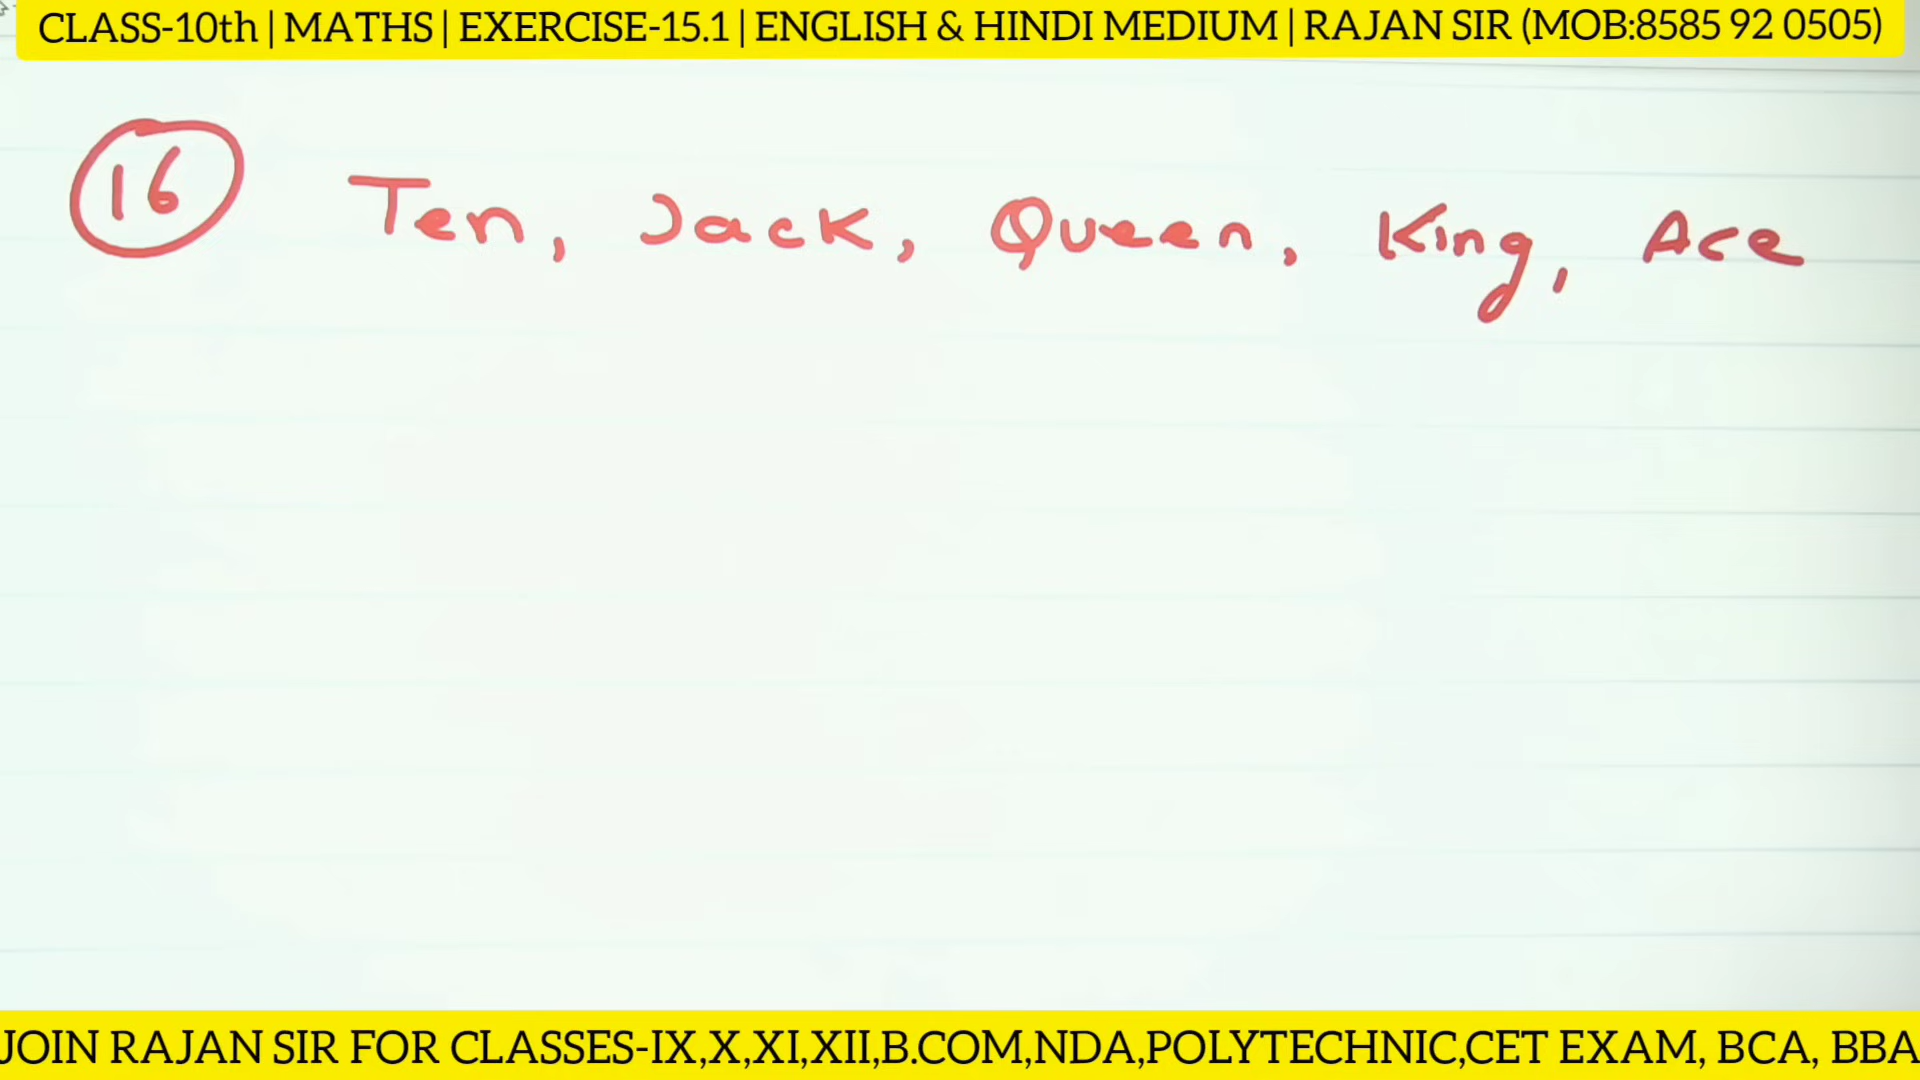 CLASS-10th | MATHS | EXERCISE-15.1 | ENGLISH & HINDI MEDIUM | RAJAN SIR (MOB:8585 92 0505)
16 Ten, Jack, Queen, King, Ace
JOIN RAJAN SIR FOR CLASSES-IX,X,XI,XII,B.COM,NDA,POLYTECHNIC,CET EXAM, BCA, BBA